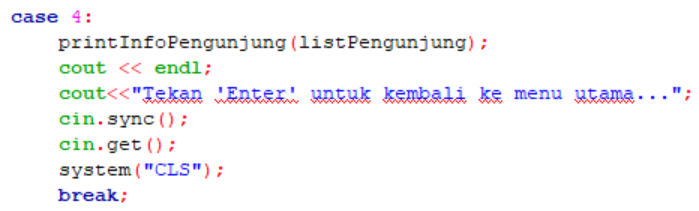 case 4:
printInfoPengunjung(listPengunjung);
cout << endl;
cout<<"Tekan 'Enter' untuk kembali ke menu utama...";
cin.sync();
cin.get();
system("CLS");
break;